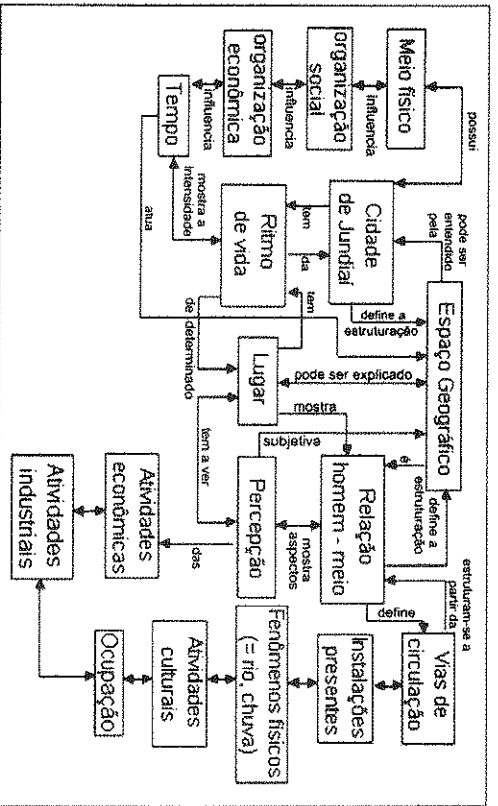 estruturam-se a
partir da
Vias de
circulação
Instalações
presentes
Fenômenos físicos
(= rio, chuva)
Atividades
culturais
Ocupação
define
define a
estruturação
é
Relação
homem - meio
mostra
aspectos
Percepção
das
Atividades
econômicas
Atividades
industriais
Espaço Geográfico
subjetiva
mostra
pode ser explicado
Lugar
tem a ver
pode ser
entendido
pela
define a
estruturação
Cidade
de Jundiaí
tem
da
tem
Ritmo
de vida
de determinado
possui
mostra a
intensidade
atua
Meio físico
influencia
organização
social
influencia
organização
econômica
influencia
Tempo